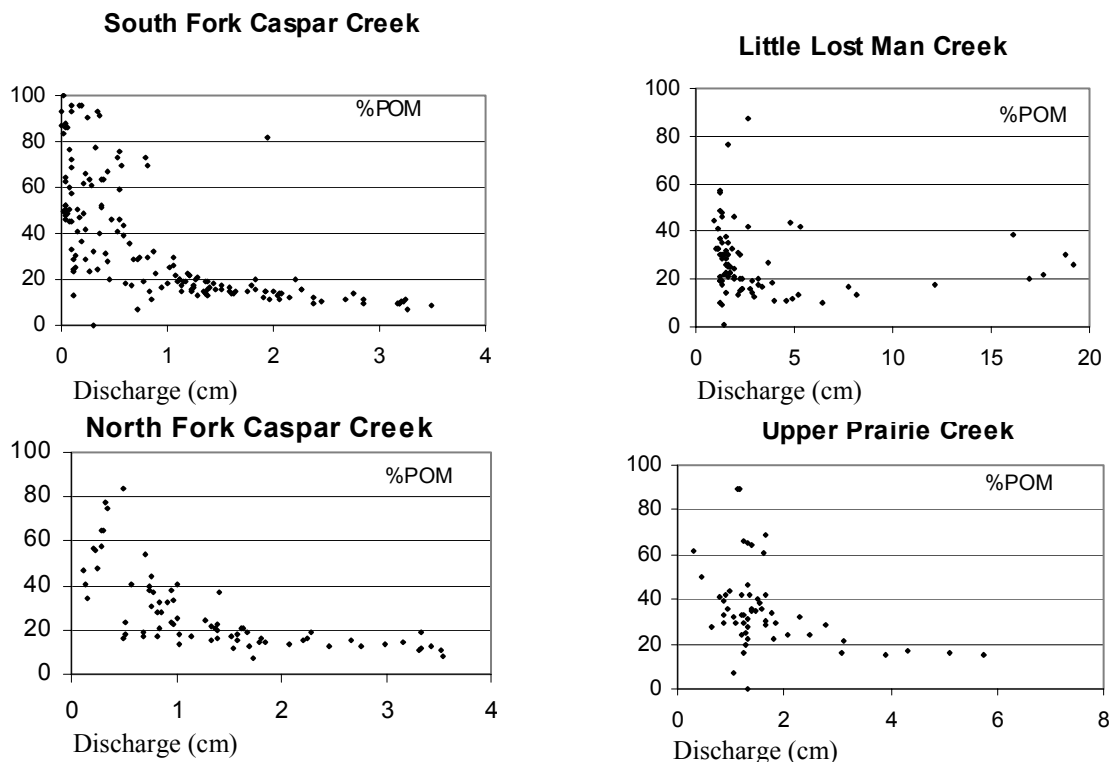 South Fork Caspar Creek
%POM
100
80
60
40
20
0
0 1 2 3 4
Discharge (cm)
Little Lost Man Creek
%POM
100
80
60
40
20
0
0 5 10 15 20
Discharge (cm)
North Fork Caspar Creek
%POM
100
80
60
40
20
0
0 1 2 3 4
Discharge (cm)
Upper Prairie Creek
%POM
100
80
60
40
20
0
0 2 4 6 8
Discharge (cm)